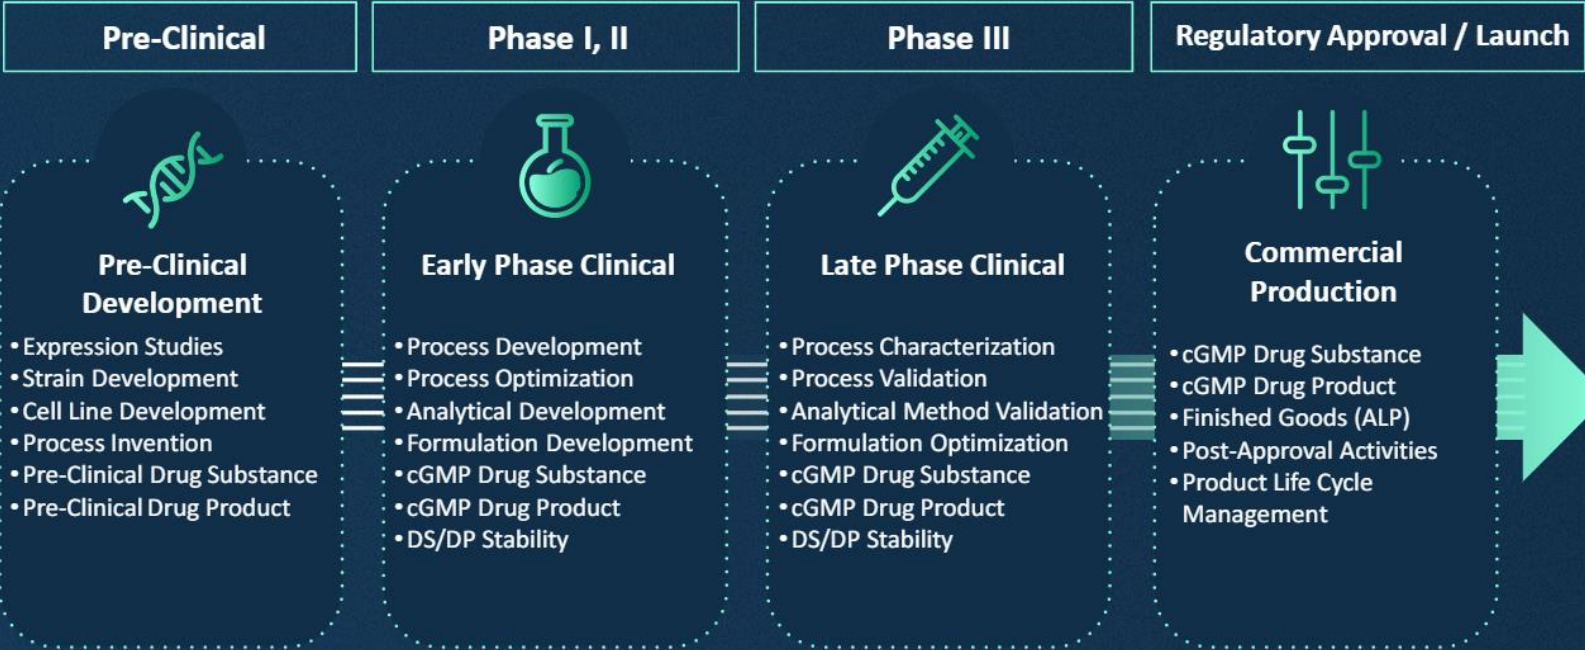 Pre-Clinical
Phase I, II
Phase III
Regulatory Approval / Launch
Pre-Clinical
Development
• Expression Studies
• Strain Development
• Cell Line Development
• Process Invention
• Pre-Clinical Drug Substance
• Pre-Clinical Drug Product
Early Phase Clinical
• Process Development
• Process Optimization
• Analytical Development
• Formulation Development
• cGMP Drug Substance
• cGMP Drug Product
• DS/DP Stability
Late Phase Clinical
• Process Characterization
• Process Validation
• Analytical Method Validation
• Formulation Optimization
• cGMP Drug Substance
• cGMP Drug Product
• DS/DP Stability
Commercial
Production
• cGMP Drug Substance
• cGMP Drug Product
• Finished Goods (ALP)
• Post-Approval Activities
• Product Life Cycle
Management